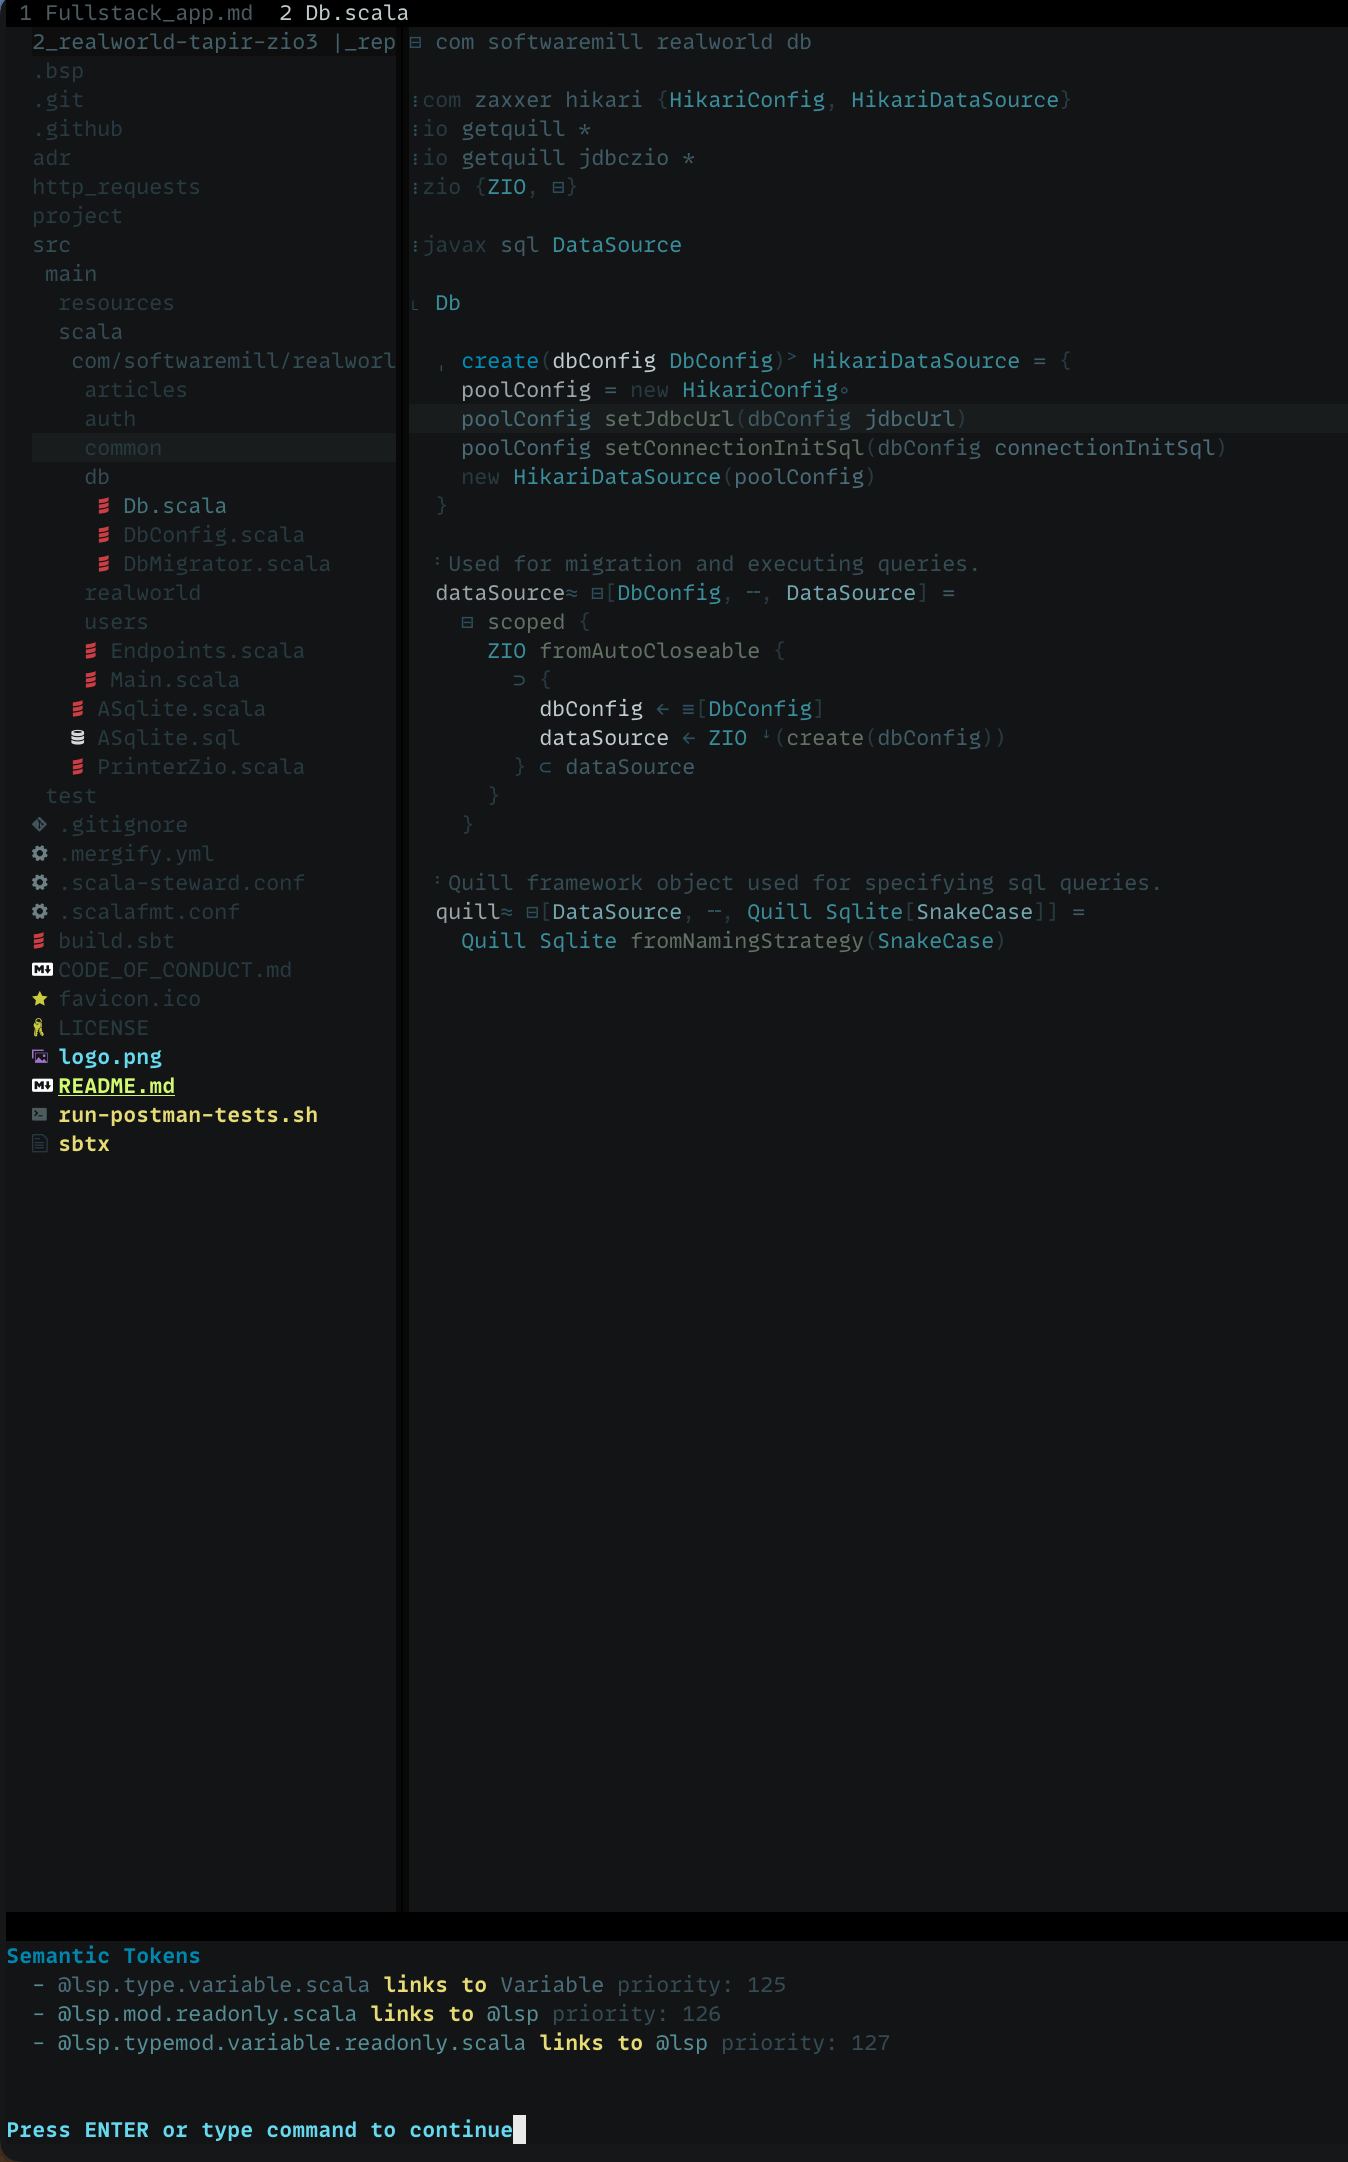 1 Fullstack_app.md  2 Db.scala
2_realworld-tapir-zio3 |_rep
.bsp
.git
.github
adr
http_requests
project
src
main
resources
scala
com/softwaremill/realworl
articles
auth
common
db
Db.scala
DbConfig.scala
DbMigrator.scala
realworld
users
Endpoints.scala
Main.scala
ASqlite.scala
ASqlite.sql
PrinterZio.scala
test
.gitignore
.mergify.yml
.scala-steward.conf
.scalafmt.conf
build.sbt
CODE_OF_CONDUCT.md
favicon.ico
LICENSE
logo.png
README.md
run-postman-tests.sh
sbtx
⊟ com softwaremill realworld db
⁝com zaxxer hikari {HikariConfig, HikariDataSource}
⁝io getquill *
⁝io getquill jdbczio *
⁝zio {ZIO, ⊟}
⁝javax sql DataSource
∟ Db
create(dbConfig DbConfig)˃ HikariDataSource = {
poolConfig = new HikariConfig∘
poolConfig setJdbcUrl(dbConfig jdbcUrl)
poolConfig setConnectionInitSql(dbConfig connectionInitSql)
new HikariDataSource(poolConfig)
}
Used for migration and executing queries.
dataSource≈ ⊟[DbConfig, ╌, DataSource] =
⊟ scoped {
ZIO fromAutoCloseable {
⊃ {
dbConfig ← ≡[DbConfig]
dataSource ← ZIO ꜜ(create(dbConfig))
} ⊂ dataSource
}
}
Quill framework object used for specifying sql queries.
quill≈ ⊟[DataSource, ╌, Quill Sqlite[SnakeCase]] =
Quill Sqlite fromNamingStrategy(SnakeCase)
Semantic Tokens
- @lsp.type.variable.scala links to Variable priority: 125
- @lsp.mod.readonly.scala links to @lsp priority: 126
- @lsp.typemod.variable.readonly.scala links to @lsp priority: 127
Press ENTER or type command to continue